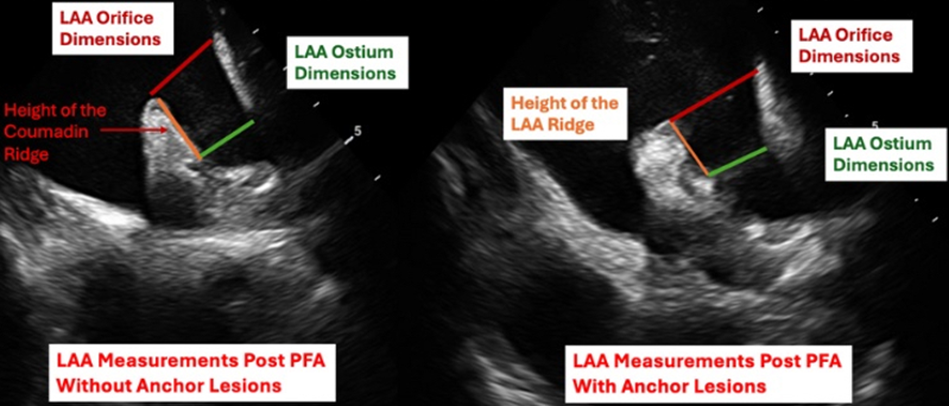 LAA Orifice
Dimensions
LAA Ostium
Dimensions
Height of the
Coumadin
Ridge
5
LAA Measurements Post PFA
Without Anchor Lesions
LAA Orifice
Dimensions
Height of the
LAA Ridge
5
LAA Ostium
Dimensions
LAA Measurements Post PFA
With Anchor Lesions